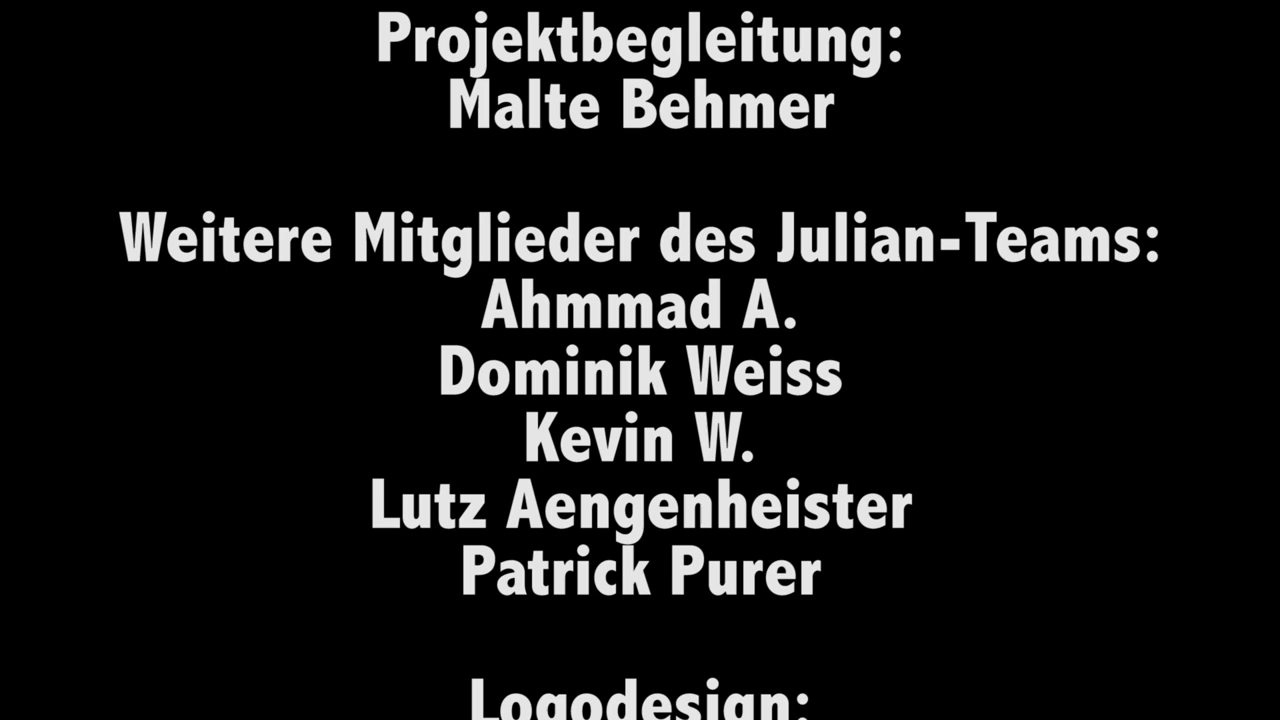 Projektbegleitung:
Malte Behmer
Weitere Mitglieder des Julian-Teams:
Ahmmad A.
Dominik Weiss
Kevin W.
Lutz Aengenheister
Patrick Purer
Logodesign: